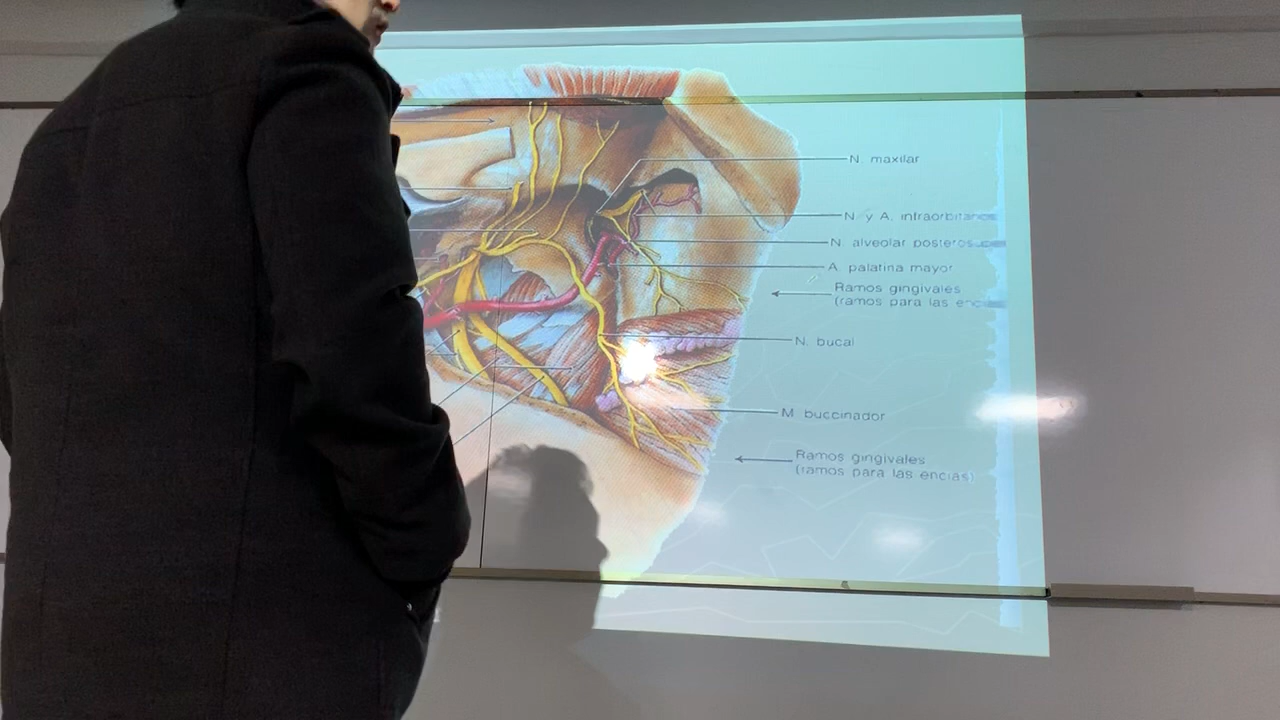 N. maxilar
N. y A. infraorbitarios
N. alveolar posterosuperior
A. palatina mayor
Ramos gingivales
(ramos para las encías)
N. bucal
M. buccinador
Ramos gingivales
(ramos para las encías)